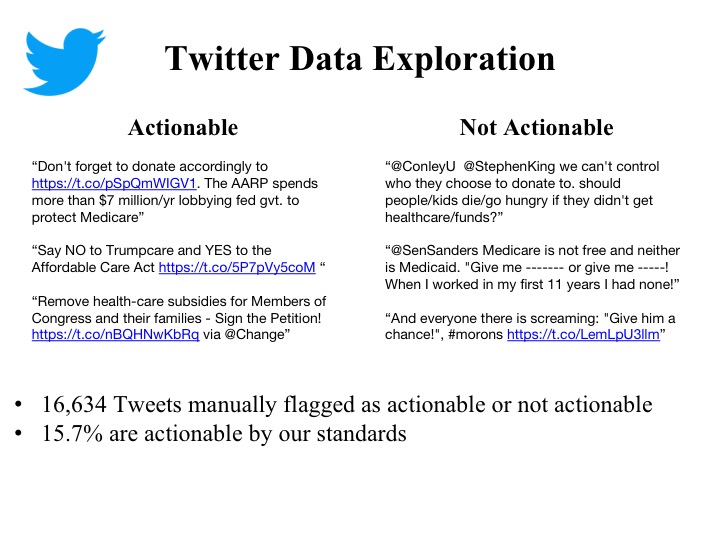 Twitter Data Exploration
Actionable
“Don't forget to donate accordingly to
https://t.co/pSpQmWIGV1. The AARP spends
more than $7 million/yr lobbying fed gvt. to
protect Medicare”
“Say NO to Trumpcare and YES to the
Affordable Care Act https://t.co/5P7pVy5coM “
“Remove health-care subsidies for Members of
Congress and their families - Sign the Petition!
https://t.co/nBQHNwKbRq via @Change”
Not Actionable
“@ConleyU  @StephenKing we can't control
who they choose to donate to. should
people/kids die/go hungry if they didn't get
healthcare/funds?”
“@SenSanders Medicare is not free and neither
is Medicaid. "Give me ------- or give me -----!
When I worked in my first 11 years I had none!”
“And everyone there is screaming: "Give him a
chance!", #morons https://t.co/LemLpU3llm”
• 16,634 Tweets manually flagged as actionable or not actionable
• 15.7% are actionable by our standards